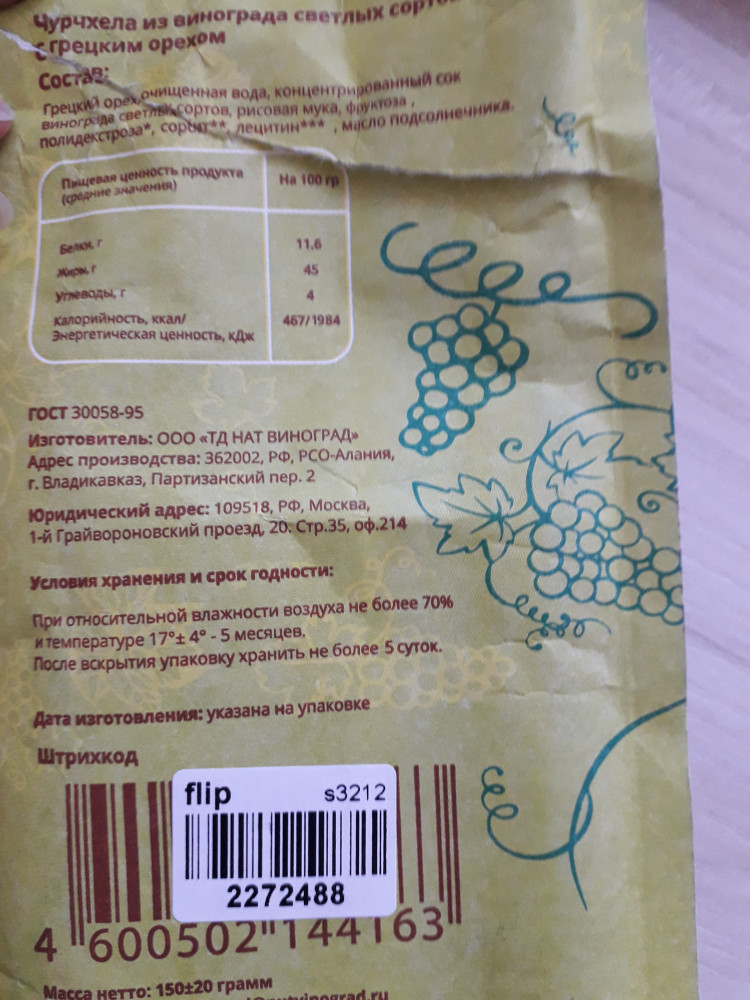 Чурчхела из винограда светлых сорто
с грецким орехом
Состав:
Грецкий орех, очищенная вода, концентрированный сок
винограда светлых сортов, рисовая мука, фруктоза ,
полидекстроза*, сорбит**, лецитин*** , масло подсолнечника.
Пищевая ценность продукта
(средние значения)
На 100 гр
Белки, г 11.6
Жиры, г 45
Углеводы, г 4
Калорийность, ккал/
Энергетическая ценность, кДж
467/1984
ГОСТ 30058-95
Изготовитель: ООО «ТД НАТ ВИНОГРАД»
Адрес производства: 362002, РФ, РСО-Алания,
г. Владикавказ, Партизанский пер. 2
Юридический адрес: 109518, РФ, Москва,
1-й Грайвороновский проезд, 20. Стр.35, оф.214
Условия хранения и срок годности:
При относительной влажности воздуха не более 70%
и температуре 17°± 4° - 5 месяцев.
После вскрытия упаковку хранить не более 5 суток.
Дата изготовления: указана на упаковке
Штрихкод
flip s3212
2272488
4 600502 144163
Масса нетто: 150±20 грамм